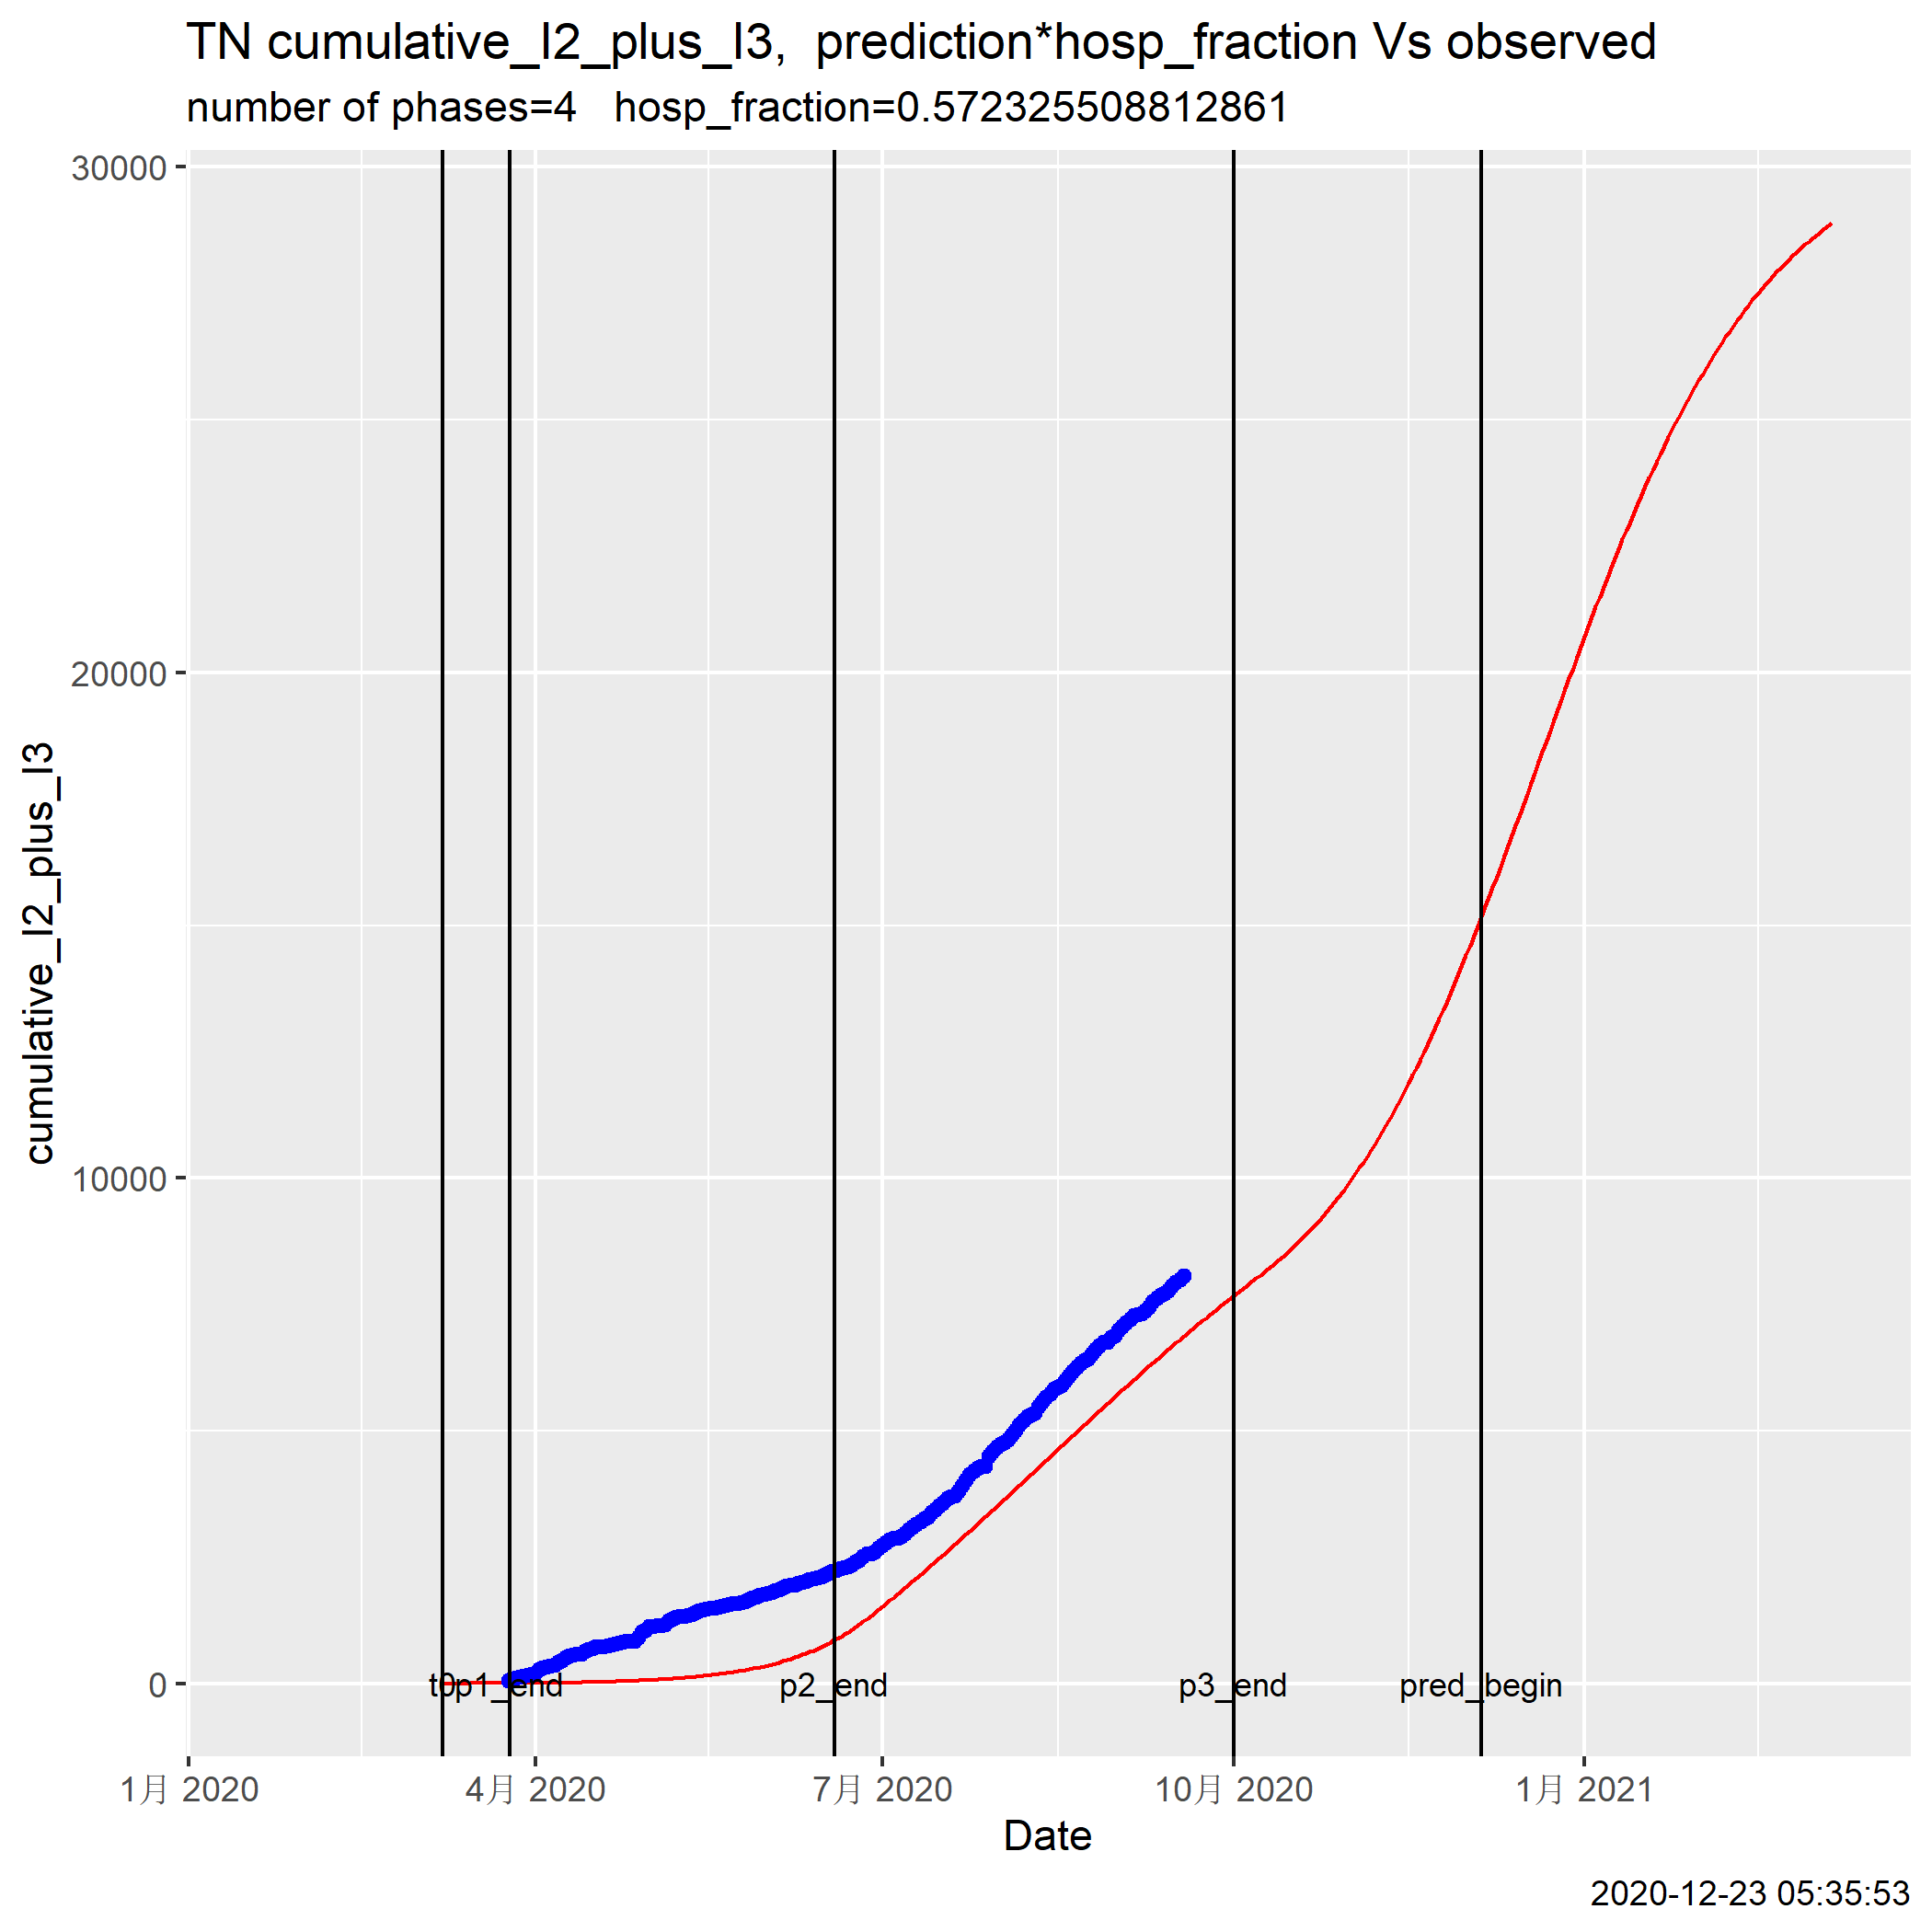 TN cumulative_I2_plus_I3,  prediction*hosp_fraction Vs observed
number of phases=4   hosp_fraction=0.572325508812861
30000
20000
10000
0
cumulative_I2_plus_I3
t0
p1_end
p2_end
p3_end
pred_begin
1月 2020
4月 2020
7月 2020
10月 2020
1月 2021
Date
2020-12-23 05:35:53